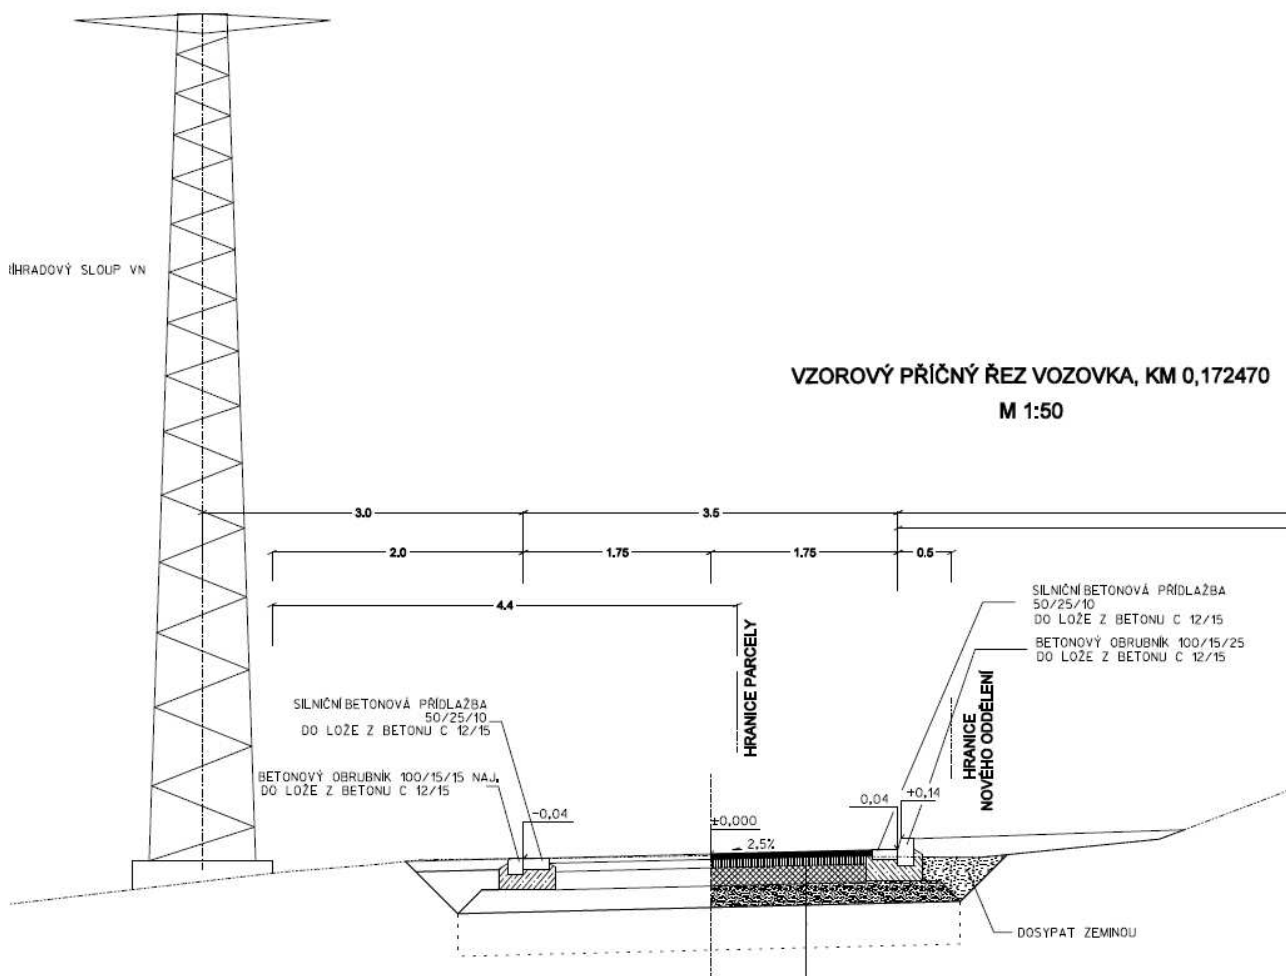 ÍHRADOVÝ SLOUP VN
VZOROVÝ PŘÍČNÝ ŘEZ VOZOVKA, KM 0,172470
M 1:50
3.0
3.5
2.0
1.75
1.75
0.5
4.4
HRANICE PARCELY
SILNIČNÍ BETONOVÁ PŘÍDLAŽBA
50/25/10
DO LOŽE Z BETONU C 12/15
BETONOVÝ OBRUBNÍK 100/15/25
DO LOŽE Z BETONU C 12/15
HRANICE
NOVÉHO ODDĚLENÍ
SILNIČNÍ BETONOVÁ PŘÍDLAŽBA
50/25/10
DO LOŽE Z BETONU C 12/15
BETONOVÝ OBRUBNÍK 100/15/15 NAJ.
DO LOŽE Z BETONU C 12/15
-0,04
±0,000
2,5%
0,04
+0,14
DOSYPAT ZEMINOU